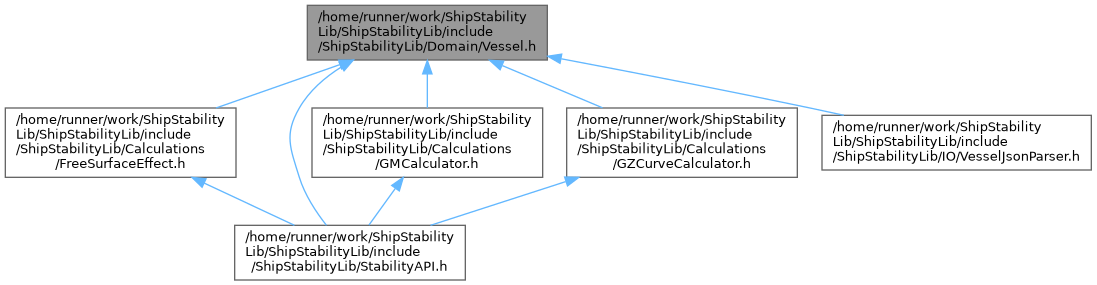 /home/runner/work/ShipStability
Lib/ShipStabilityLib/include
/ShipStabilityLib/Domain/Vessel.h
/home/runner/work/ShipStability
Lib/ShipStabilityLib/include
/ShipStabilityLib/Calculations
/FreeSurfaceEffect.h
/home/runner/work/ShipStability
Lib/ShipStabilityLib/include
/ShipStabilityLib/Calculations
/GMCalculator.h
/home/runner/work/ShipStability
Lib/ShipStabilityLib/include
/ShipStabilityLib/Calculations
/GZCurveCalculator.h
/home/runner/work/ShipStability
Lib/ShipStabilityLib/include
/ShipStabilityLib/IO/VesselJsonParser.h
/home/runner/work/ShipStability
Lib/ShipStabilityLib/include
/ShipStabilityLib/StabilityAPI.h